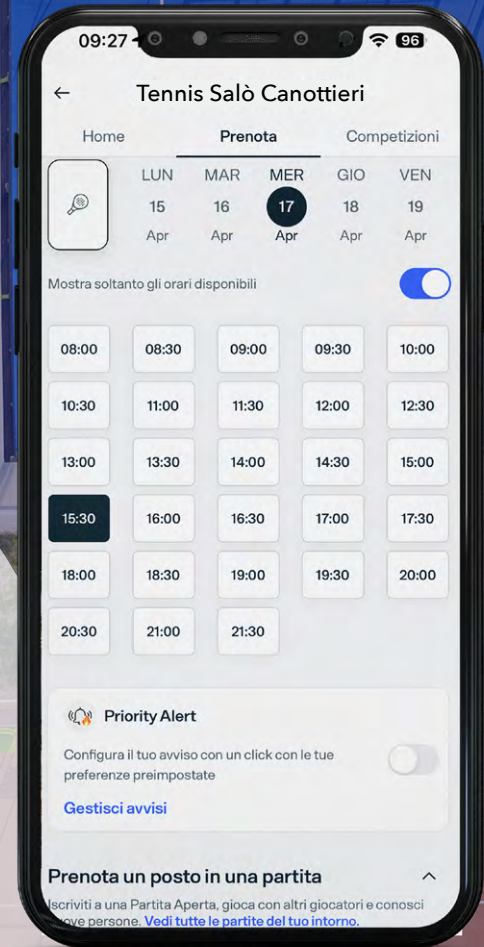 09:27
96
Tennis Salò Canottieri
Home Prenota Competizioni
LUN MAR MER GIO VEN
15 16 17 18 19
Apr Apr Apr Apr Apr
Mostra soltanto gli orari disponibili
08:00 08:30 09:00 09:30 10:00
10:30 11:00 11:30 12:00 12:30
13:00 13:30 14:00 14:30 15:00
15:30 16:00 16:30 17:00 17:30
18:00 18:30 19:00 19:30 20:00
20:30 21:00 21:30
Priority Alert
Configura il tuo avviso con un click con le tue
preferenze preimpostate
Gestisci avvisi
Prenota un posto in una partita
Iscriviti a una Partita Aperta, gioca con altri giocatori e conosci
persone. Vedi tutte le partite del tuo intorno.